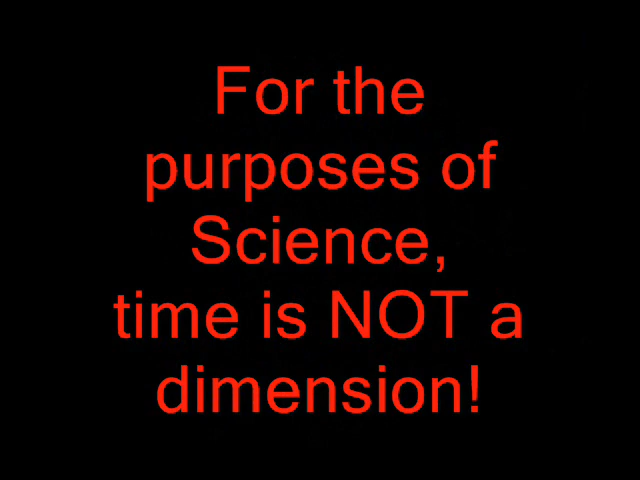 For the
purposes of
Science,
time is NOT a
dimension!